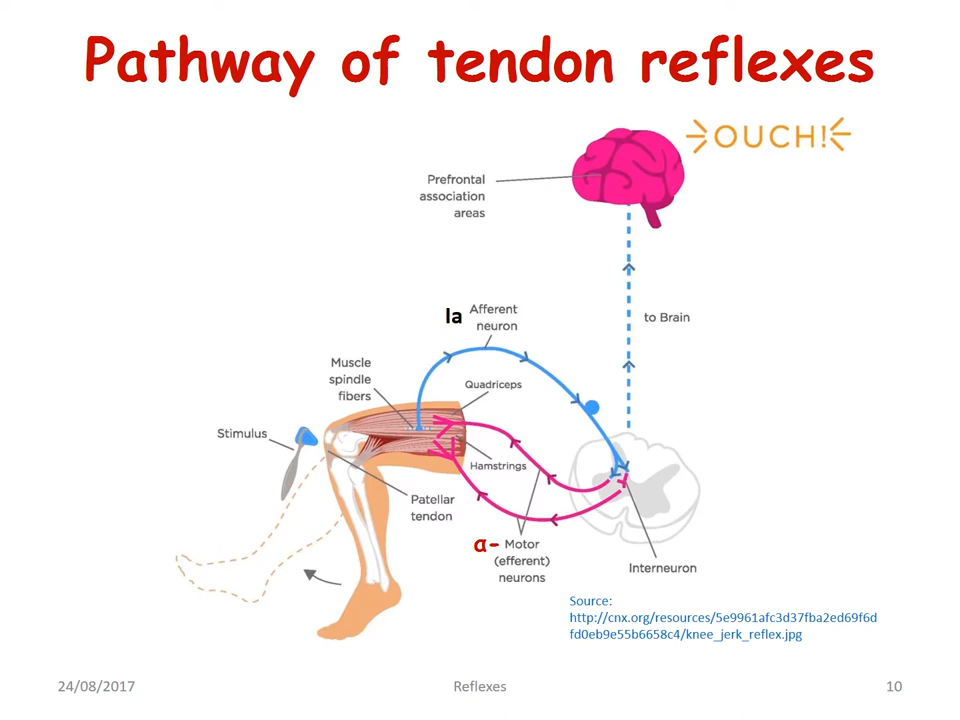 Pathway of tendon reflexes
OUCH!
Prefrontal
association
areas
Ia
Afferent
neuron
to Brain
Muscle
spindle
fibers
Quadriceps
Stimulus
Hamstrings
Patellar
tendon
α- Motor
(efferent)
neurons
Interneuron
Source:
http://cnx.org/resources/5e9961afc3d37fba2ed69f6d
fd0eb9e55b6658c4/knee_jerk_reflex.jpg
24/08/2017
Reflexes
10